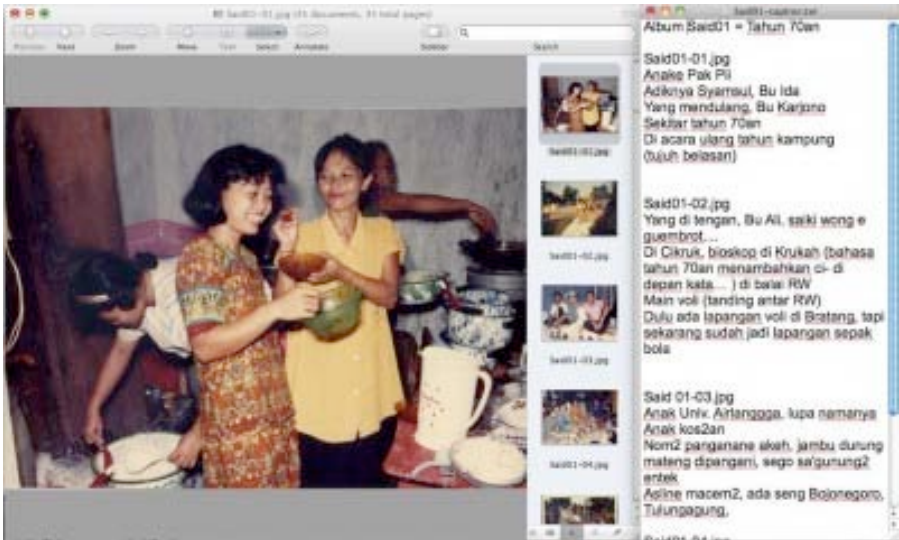 Said01-01.jpg (31 documents, 31 total pages)
Previous Next Zoom Move Text Select Annotate Sidebar Search
Said01-01.jpg
Said01-02.jpg
Said01-03.jpg
Said01-04.jpg
Album Said01 = Tahun 70an
Said01-01.jpg
Anake Pak Pli
Adiknya Syamsul, Bu Ida
Yang mendulang, Bu Karjono
Sekitar tahun 70an
Di acara ulang tahun kampung
(tujuh belasan)
Said01-02.jpg
Yang di tengan, Bu Ali, saiki wong e
guembrot....
Di Cikruk, bioskop di Krukah (bahasa
tahun 70an menambahkan ci- di
depan kata... ) di balai RW
Main voli (tanding antar RW)
Dulu ada lapangan voli di Bratang, tapi
sekarang sudah jadi lapangan sepak
bola
Said 01-03.jpg
Anak Univ. Airlanggga, lupa namanya
Anak kos2an
Nom2 panganane akeh, jambu durung
mateng dipangani, sego sa'gunung2
entek
Asline macem2, ada seng Bojonegoro,
Tulungagung,
Said01-04.jpg